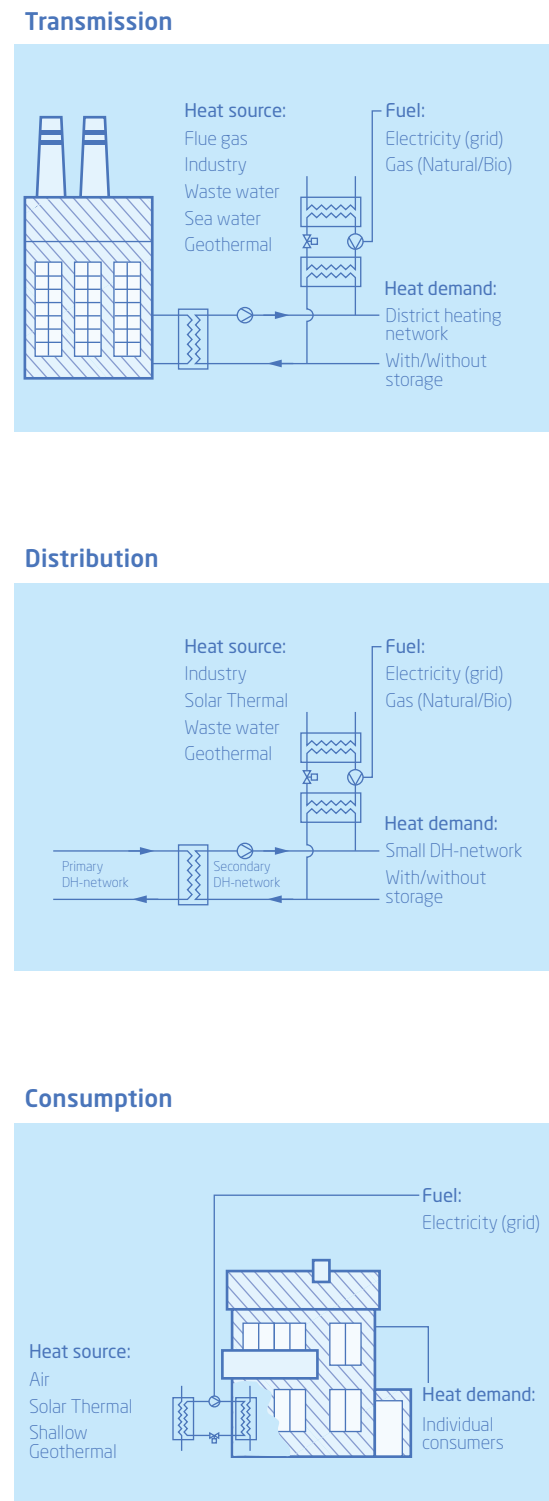 Transmission
Heat source:
Flue gas
Industry
Waste water
Sea water
Geothermal
Fuel:
Electricity (grid)
Gas (Natural/Bio)
Heat demand:
District heating
network
With/Without
storage
Distribution
Heat source:
Industry
Solar Thermal
Waste water
Geothermal
Fuel:
Electricity (grid)
Gas (Natural/Bio)
Primary
DH-network
Secondary
DH-network
Heat demand:
Small DH-network
With/without
storage
Consumption
Fuel:
Electricity (grid)
Heat source:
Air
Solar Thermal
Shallow
Geothermal
Heat demand:
Individual
consumers